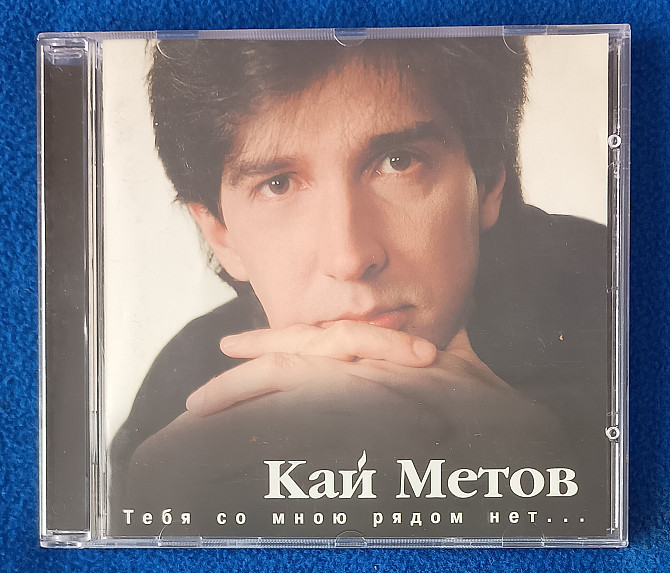 Кай Метов
Тебя со мною рядом нет...